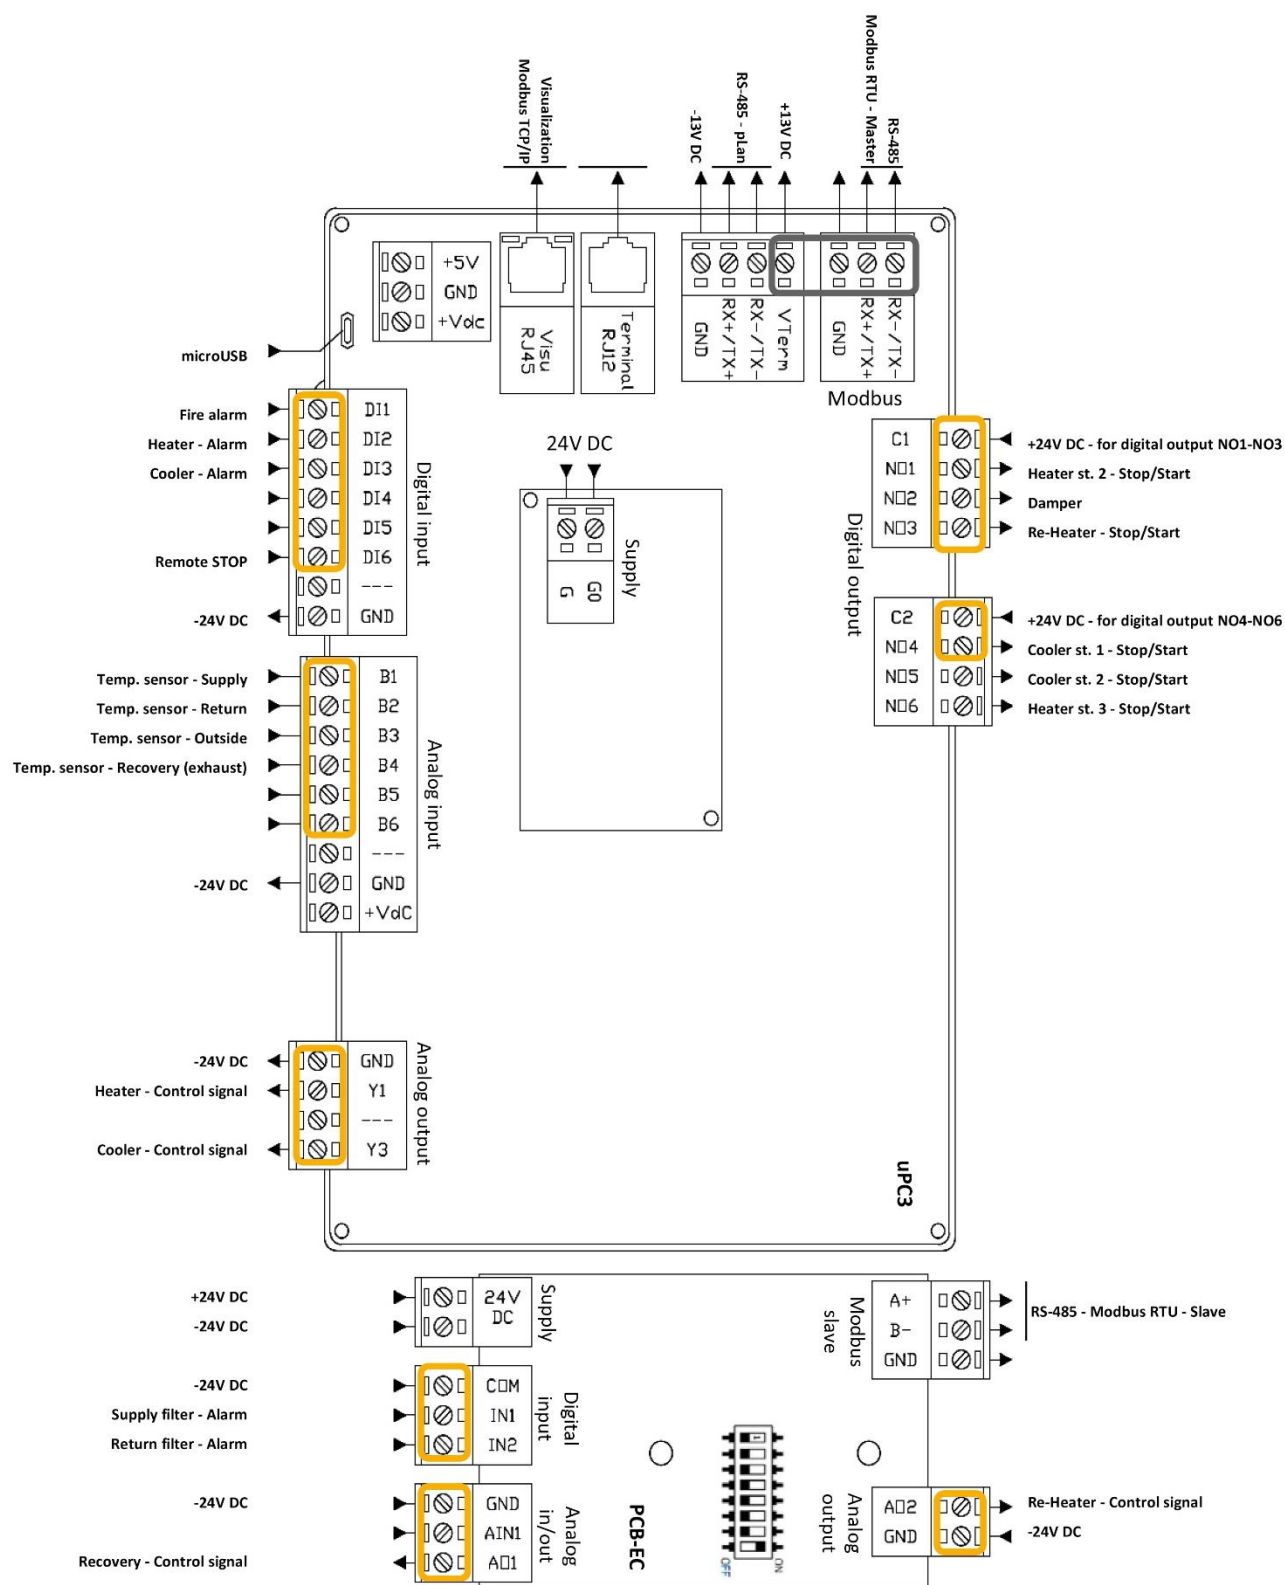 Visualization
Modbus TCP/IP
-13V DC
RS-485 - pLan
+13V DC
Modbus RTU - Master
RS-485
+5V
GND
+Vdc
Visu
RJ45
Terminal
RJ12
GND
RX+/TX+
RX-/TX-
VTerm
GND
RX+/TX+
RX-/TX-
Modbus
microUSB
Fire alarm
DI1
Heater - Alarm
DI2
Cooler - Alarm
DI3
DI4
DI5
Remote STOP
DI6
---
-24V DC
GND
Digital input
24V DC
G
G0
Supply
C1
+24V DC - for digital output NO1-NO3
NO1
Heater st. 2 - Stop/Start
NO2
Damper
NO3
Re-Heater - Stop/Start
Digital output
C2
+24V DC - for digital output NO4-NO6
NO4
Cooler st. 1 - Stop/Start
NO5
Cooler st. 2 - Stop/Start
NO6
Heater st. 3 - Stop/Start
Temp. sensor - Supply
B1
Temp. sensor - Return
B2
Temp. sensor - Outside
B3
Temp. sensor - Recovery (exhaust)
B4
B5
B6
---
-24V DC
GND
+VdC
Analog input
-24V DC
GND
Heater - Control signal
Y1
---
Cooler - Control signal
Y3
Analog output
uPC3
+24V DC
-24V DC
24V
DC
Supply
-24V DC
COM
Supply filter - Alarm
IN1
Return filter - Alarm
IN2
Digital
input
-24V DC
GND
AIN1
Recovery - Control signal
AO1
Analog
in/out
PCB-EC
1
OFF
ON
Modbus
slave
A+
B-
GND
RS-485 - Modbus RTU - Slave
Analog
output
AO2
Re-Heater - Control signal
GND
-24V DC